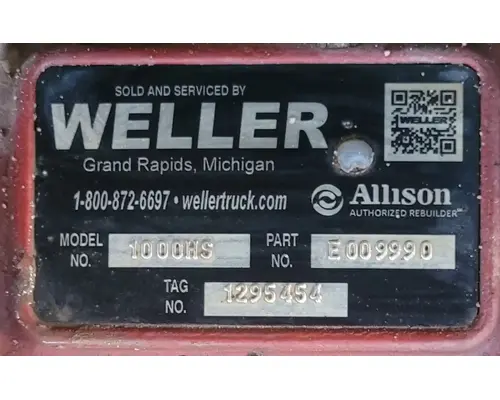 SOLD AND SERVICED BY
WELLER
WELLER
Grand Rapids, Michigan
1-800-872-6697 • wellertruck.com
Allison
AUTHORIZED REBUILDER
MODEL NO. 1000HS
PART NO. E009990
TAG NO. 1295454